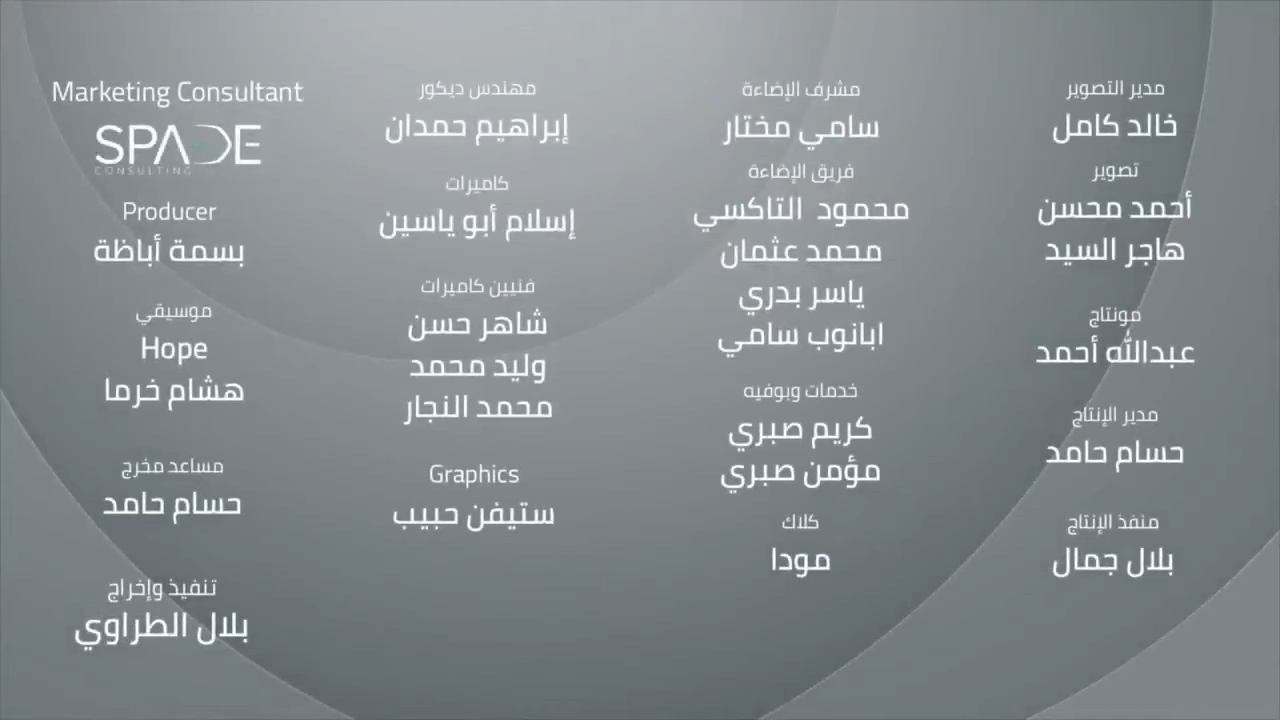 مدير التصوير
خالد كامل
تصوير
أحمد محسن
هاجر السيد
مونتاج
عبدالله أحمد
مدير الإنتاج
حسام حامد
منفذ الإنتاج
بلال جمال
مشرف الإضاءة
سامي مختار
فريق الإضاءة
محمود التاكسي
محمد عثمان
ياسر بدري
ابانوب سامي
خدمات وبوفيه
كريم صبري
مؤمن صبري
كلاك
مودا
مهندس ديكور
إبراهيم حمدان
كاميرات
إسلام أبو ياسين
فنيين كاميرات
شاهر حسن
وليد محمد
محمد النجار
Graphics
ستيفن حبيب
Marketing Consultant
SPADE
CONSULTING
Producer
بسمة أباظة
موسيقي
Hope
هشام خرما
مساعد مخرج
حسام حامد
تنفيذ وإخراج
بلال الطراوي